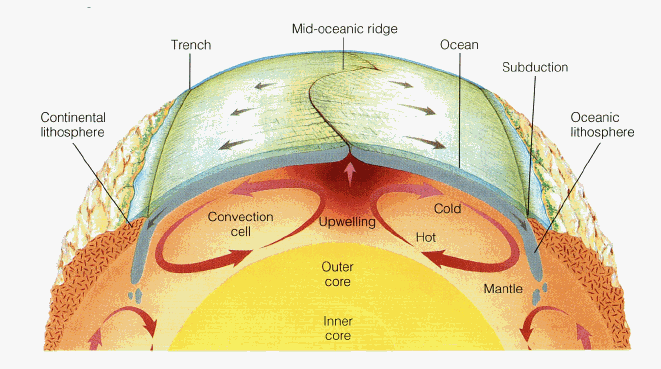 Mid-oceanic ridge
Trench
Ocean
Subduction
Continental
lithosphere
Oceanic
lithosphere
Convection
cell
Upwelling
Cold
Hot
Outer
core
Mantle
Inner
core